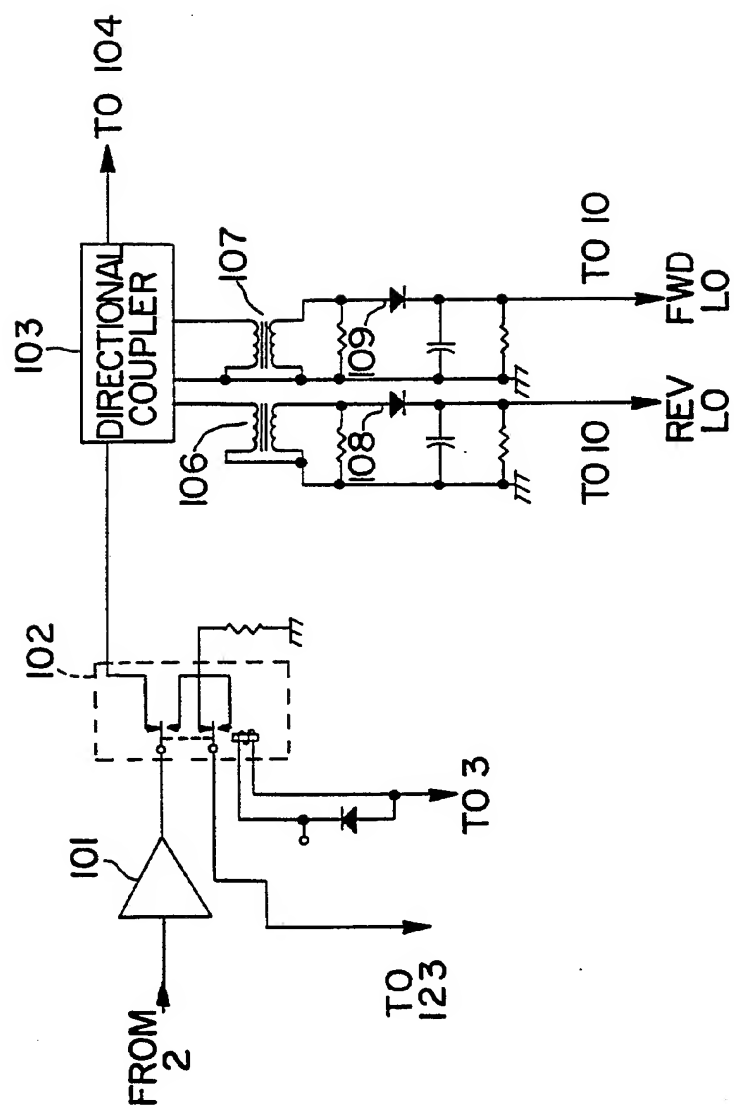 FROM
2
101
102
TO
123
TO 3
103
DIRECTIONAL
COUPLER
TO 104
106
107
108
109
TO 10
REV
LO
TO 10
FWD
LO